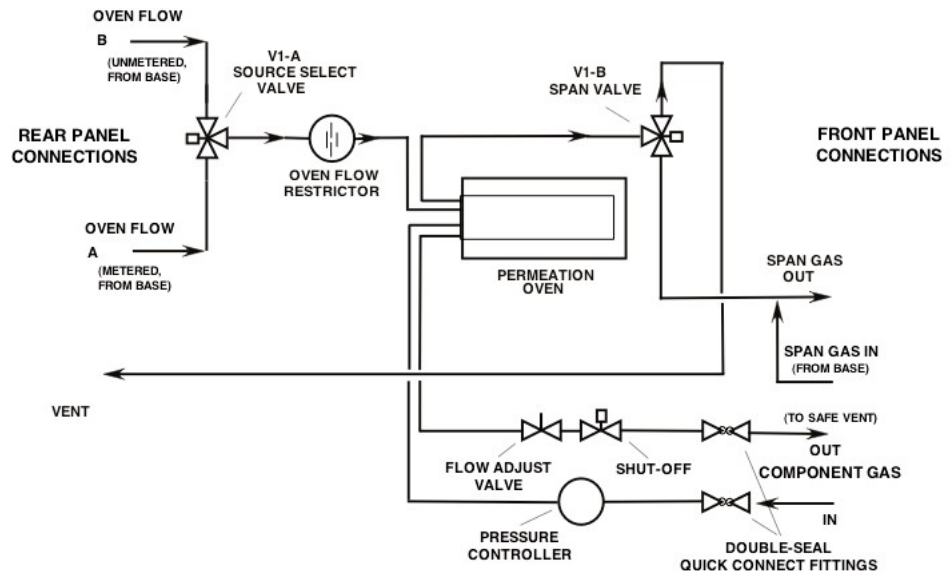 OVEN FLOW
B
(UNMETERED,
FROM BASE)
V1-A
SOURCE SELECT
VALVE
V1-B
SPAN VALVE
REAR PANEL
CONNECTIONS
FRONT PANEL
CONNECTIONS
OVEN FLOW
RESTRICTOR
OVEN FLOW
A
(METERED,
FROM BASE)
PERMEATION
OVEN
SPAN GAS
OUT
SPAN GAS IN
(FROM BASE)
VENT
(TO SAFE VENT)
OUT
COMPONENT GAS
FLOW ADJUST
VALVE
SHUT-OFF
IN
PRESSURE
CONTROLLER
DOUBLE-SEAL
QUICK CONNECT FITTINGS